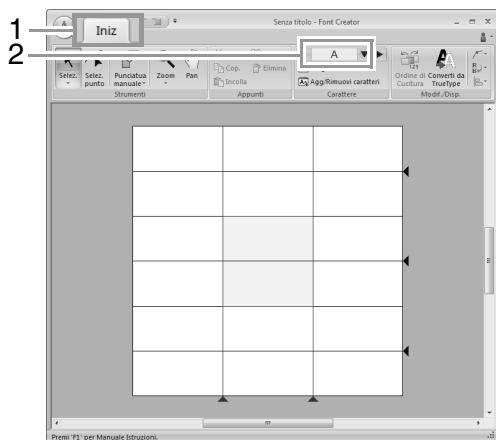 1
Iniz
2
Senza titolo - Font Creator
A
Selez.
Selez. punto
Punciatua manuale
Zoom
Pan
Strumenti
Cop.
Elimina
Incolla
Appunti
Agg/Rimuovi caratteri
Carattere
Ordine di Cucitura
Converti da TrueType
Modif./Disp.
Premi 'F1' per Manuale Istruzioni.